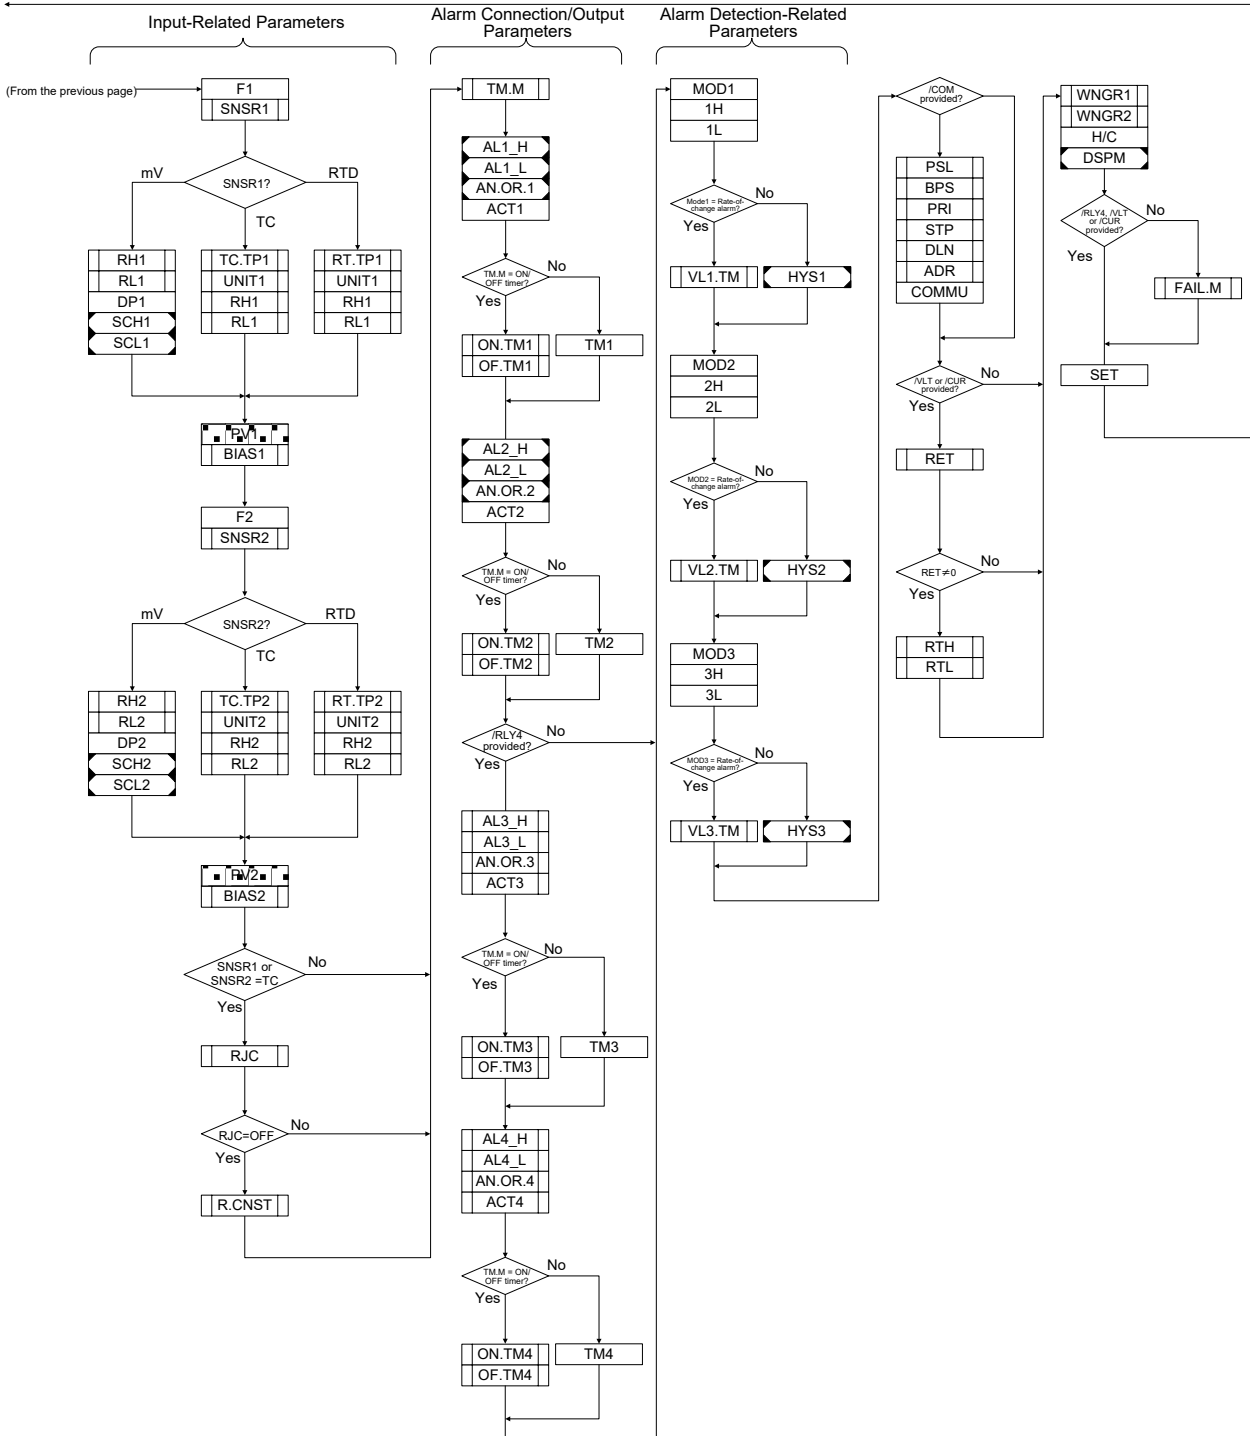 Input-Related Parameters
(From the previous page)
F1
SNSR1
SNSR1?
mV
RTD
TC
RH1
RL1
DP1
SCH1
SCL1
TC.TP1
UNIT1
RH1
RL1
RT.TP1
UNIT1
RH1
RL1
PV1
BIAS1
F2
SNSR2
SNSR2?
mV
RTD
TC
RH2
RL2
DP2
SCH2
SCL2
TC.TP2
UNIT2
RH2
RL2
RT.TP2
UNIT2
RH2
RL2
PV2
BIAS2
SNSR1 or
SNSR2 =TC
No
Yes
RJC
RJC=OFF
No
Yes
R.CNST
Alarm Connection/Output
Parameters
TM.M
AL1_H
AL1_L
AN.OR.1
ACT1
TM.M = ON/
OFF timer?
No
Yes
ON.TM1
OF.TM1
TM1
AL2_H
AL2_L
AN.OR.2
ACT2
TM.M = ON/
OFF timer?
No
Yes
ON.TM2
OF.TM2
TM2
/RLY4
provided?
No
Yes
AL3_H
AL3_L
AN.OR.3
ACT3
TM.M = ON/
OFF timer?
No
Yes
ON.TM3
OF.TM3
TM3
AL4_H
AL4_L
AN.OR.4
ACT4
TM.M = ON/
OFF timer?
No
Yes
ON.TM4
OF.TM4
TM4
Alarm Detection-Related
Parameters
MOD1
1H
1L
Mode1 = Rate-of-
change alarm?
No
Yes
VL1.TM
HYS1
MOD2
2H
2L
MOD2 = Rate-of-
change alarm?
No
Yes
VL2.TM
HYS2
MOD3
3H
3L
MOD3 = Rate-of-
change alarm?
No
Yes
VL3.TM
HYS3
/COM
provided?
PSL
BPS
PRI
STP
DLN
ADR
COMMU
/VLT or /CUR
provided?
No
Yes
RET
RET≠0
No
Yes
RTH
RTL
WNGR1
WNGR2
H/C
DSPM
/RLY4, /VLT
or /CUR
provided?
No
Yes
FAIL.M
SET